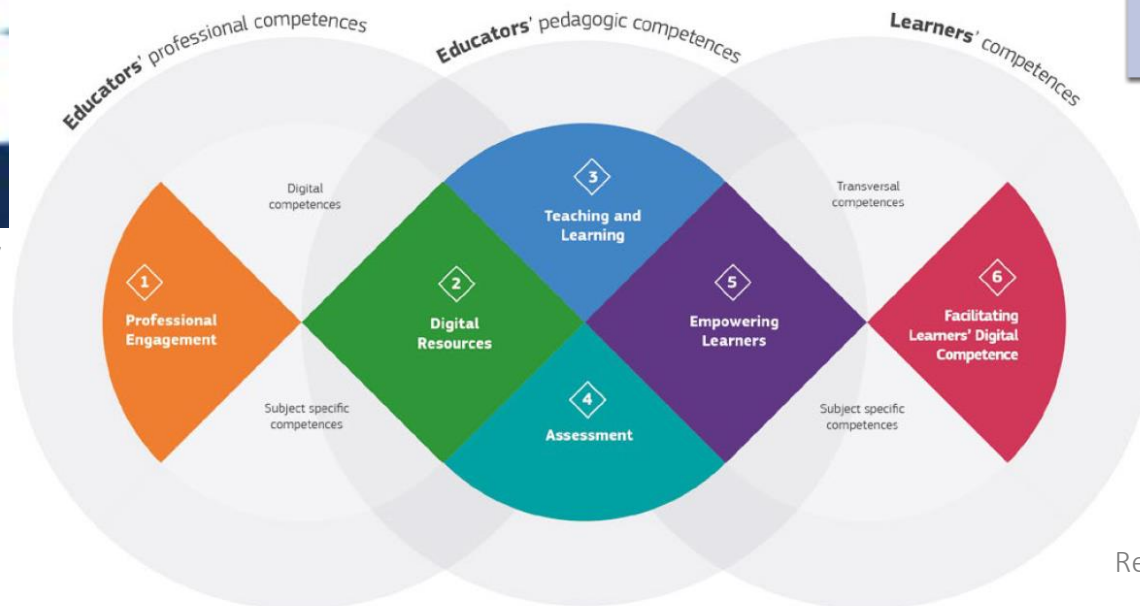 Educators' professional competences
Educators' pedagogic competences
Learners' competences
Digital
competences
3
Teaching and
Learning
Transversal
competences
1
Professional
Engagement
2
Digital
Resources
5
Empowering
Learners
6
Facilitating
Learners' Digital
Competence
Subject specific
competences
4
Assessment
Subject specific
competences
Re